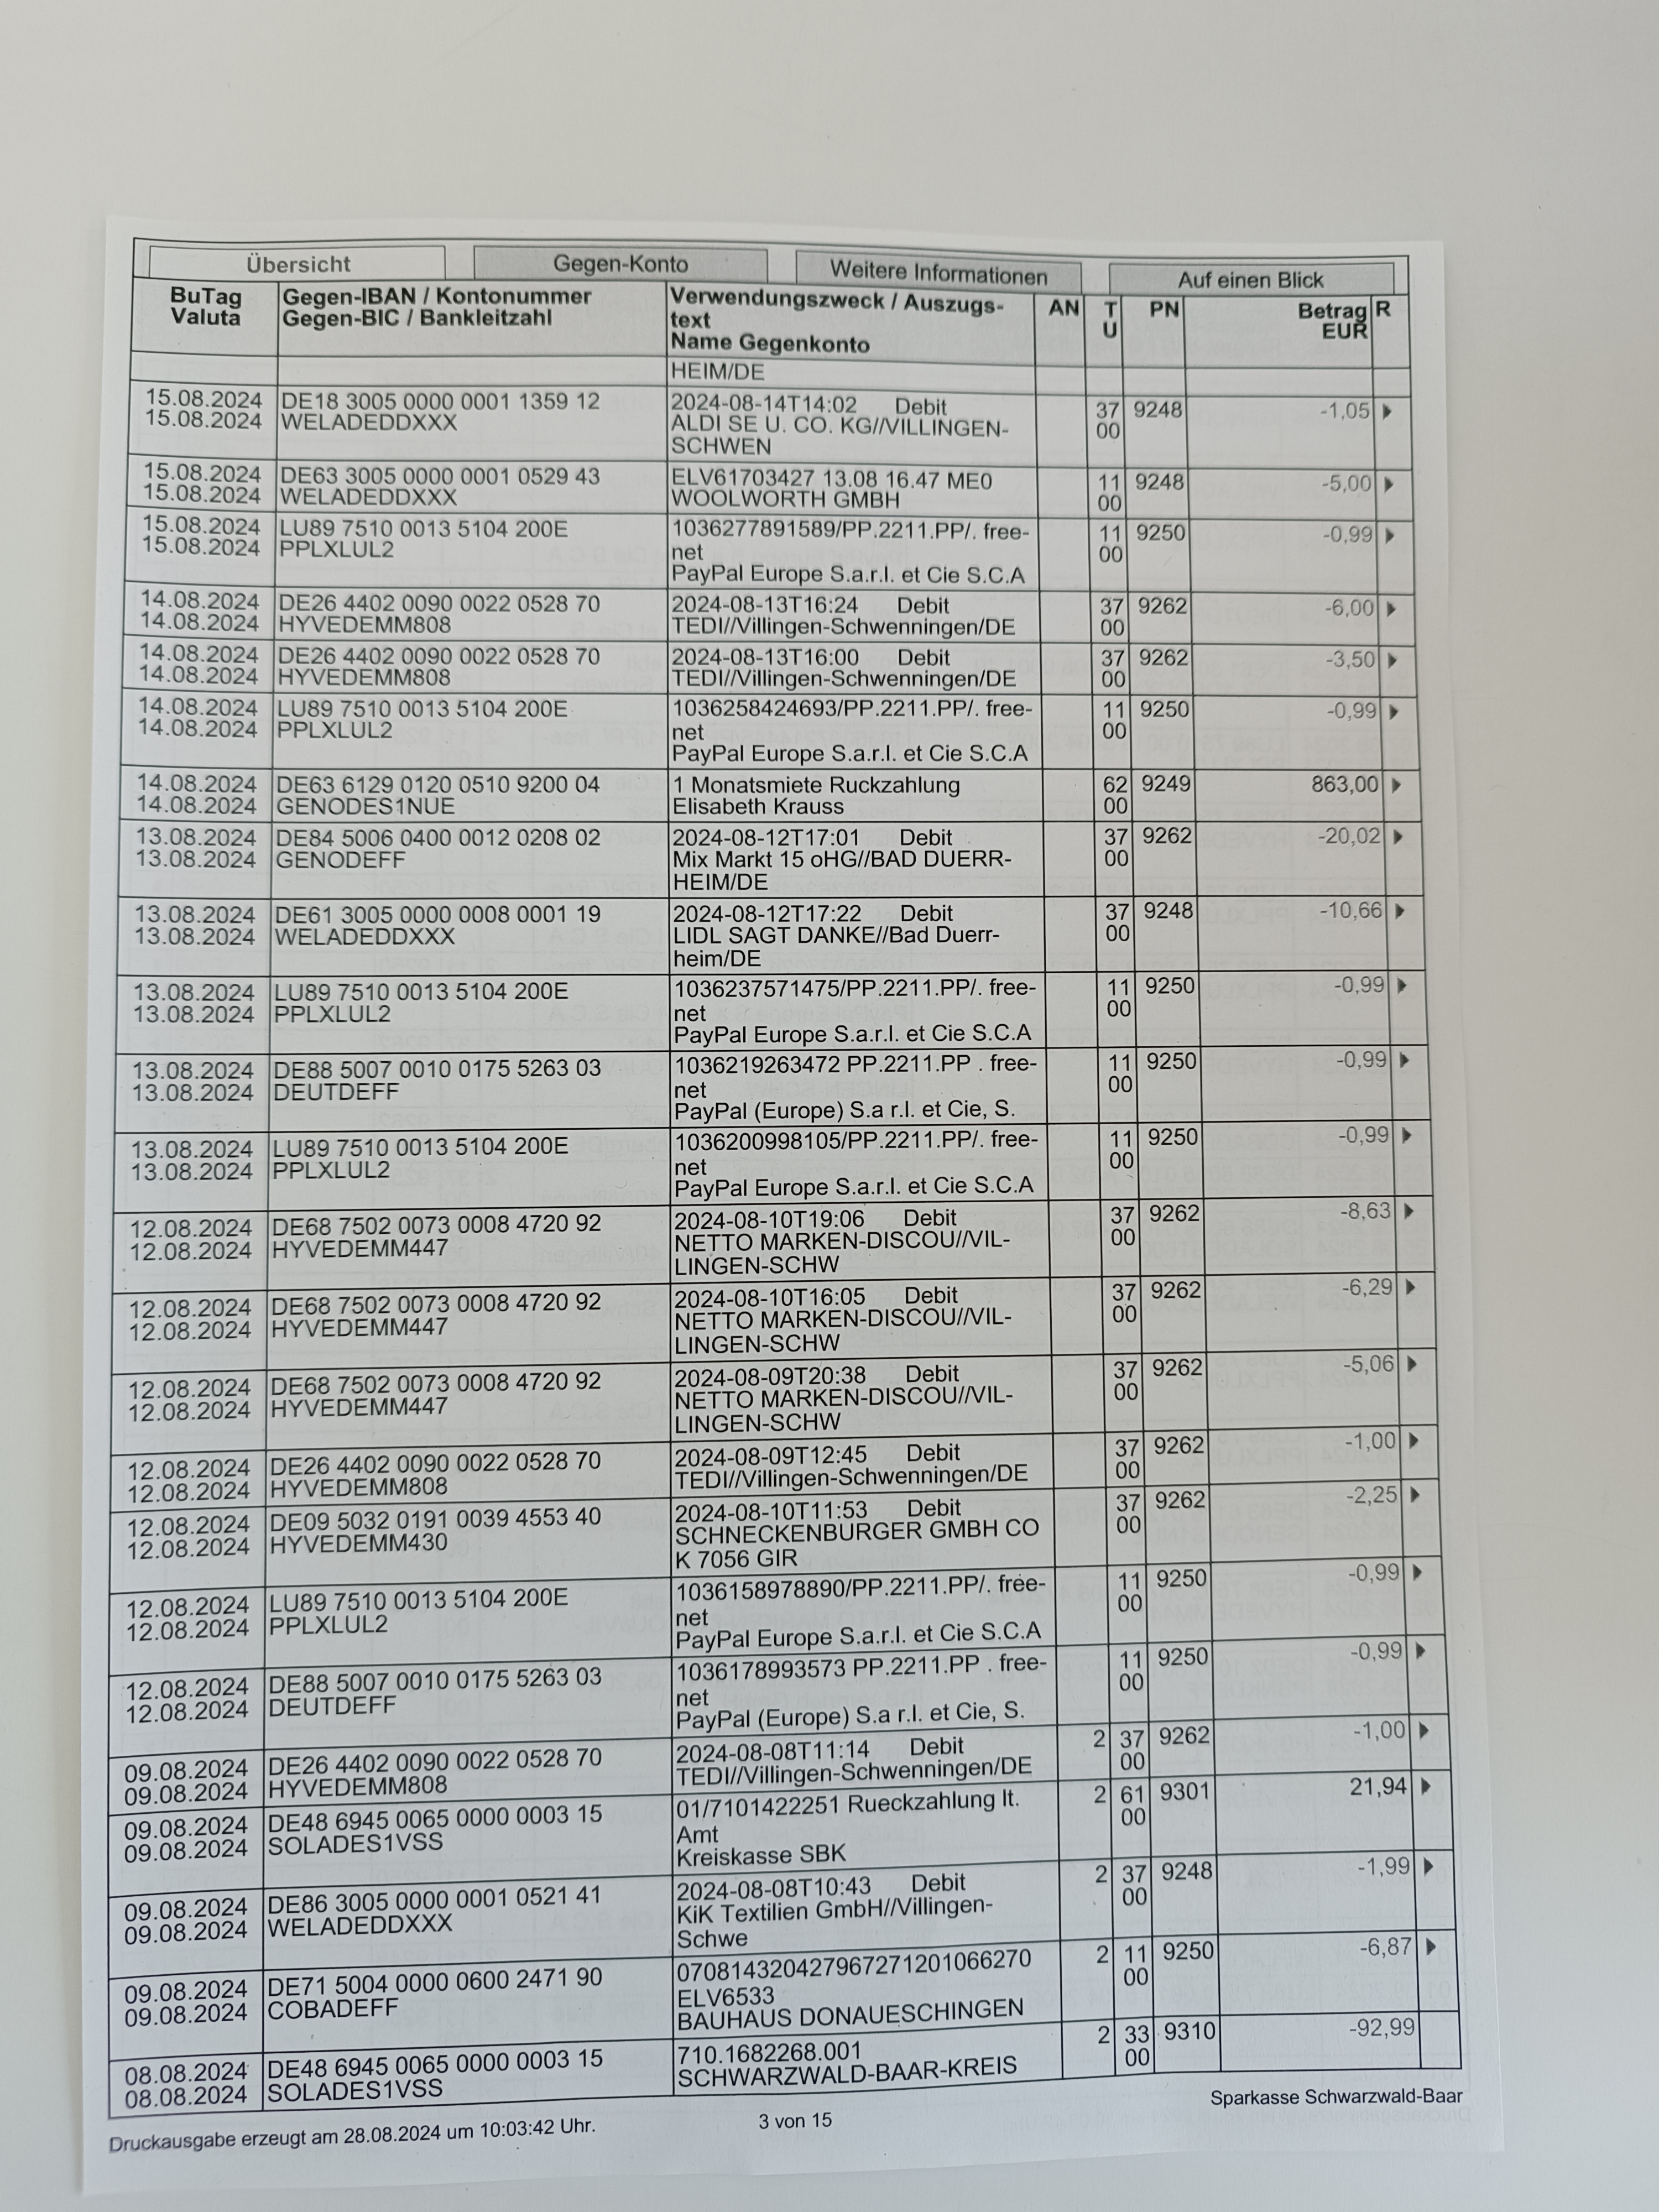 Übersicht Gegen-Konto Weitere Informationen Auf einen Blick
BuTag Gegen-IBAN / Kontonummer Verwendungszweck / Auszugs- AN T PN Betrag R
Valuta Gegen-BIC / Bankleitzahl text U EUR
Name Gegenkonto
HEIM/DE
15.08.2024 DE18 3005 0000 0001 1359 12 2024-08-14T14:02 Debit 37 9248 -1,05
15.08.2024 WELADEDDXXX ALDI SE U. CO. KG//VILLINGEN- 00
SCHWEN
15.08.2024 DE63 3005 0000 0001 0529 43 ELV61703427 13.08 16.47 ME0 11 9248 -5,00
15.08.2024 WELADEDDXXX WOOLWORTH GMBH 00
15.08.2024 LU89 7510 0013 5104 200E 1036277891589/PP.2211.PP/. free- 11 9250 -0,99
15.08.2024 PPLXLUL2 net 00
PayPal Europe S.a.r.l. et Cie S.C.A
14.08.2024 DE26 4402 0090 0022 0528 70 2024-08-13T16:24 Debit 37 9262 -6,00
14.08.2024 HYVEDEMM808 TEDI//Villingen-Schwenningen/DE 00
14.08.2024 DE26 4402 0090 0022 0528 70 2024-08-13T16:00 Debit 37 9262 -3,50
14.08.2024 HYVEDEMM808 TEDI//Villingen-Schwenningen/DE 00
14.08.2024 LU89 7510 0013 5104 200E 1036258424693/PP.2211.PP/. free- 11 9250 -0,99
14.08.2024 PPLXLUL2 net 00
PayPal Europe S.a.r.l. et Cie S.C.A
14.08.2024 DE63 6129 0120 0510 9200 04 1 Monatsmiete Ruckzahlung 62 9249 863,00
14.08.2024 GENODES1NUE Elisabeth Krauss 00
13.08.2024 DE84 5006 0400 0012 0208 02 2024-08-12T17:01 Debit 37 9262 -20,02
13.08.2024 GENODEFF Mix Markt 15 oHG//BAD DUERR- 00
HEIM/DE
13.08.2024 DE61 3005 0000 0008 0001 19 2024-08-12T17:22 Debit 37 9248 -10,66
13.08.2024 WELADEDDXXX LIDL SAGT DANKE//Bad Duerr- 00
heim/DE
13.08.2024 LU89 7510 0013 5104 200E 1036237571475/PP.2211.PP/. free- 11 9250 -0,99
13.08.2024 PPLXLUL2 net 00
PayPal Europe S.a.r.l. et Cie S.C.A
13.08.2024 DE88 5007 0010 0175 5263 03 1036219263472 PP.2211.PP . free- 11 9250 -0,99
13.08.2024 DEUTDEFF net 00
PayPal (Europe) S.a r.l. et Cie, S.
13.08.2024 LU89 7510 0013 5104 200E 1036200998105/PP.2211.PP/. free- 11 9250 -0,99
13.08.2024 PPLXLUL2 net 00
PayPal Europe S.a.r.l. et Cie S.C.A
12.08.2024 DE68 7502 0073 0008 4720 92 2024-08-10T19:06 Debit 37 9262 -8,63
12.08.2024 HYVEDEMM447 NETTO MARKEN-DISCOU//VIL- 00
LINGEN-SCHW
12.08.2024 DE68 7502 0073 0008 4720 92 2024-08-10T16:05 Debit 37 9262 -6,29
12.08.2024 HYVEDEMM447 NETTO MARKEN-DISCOU//VIL- 00
LINGEN-SCHW
12.08.2024 DE68 7502 0073 0008 4720 92 2024-08-09T20:38 Debit 37 9262 -5,06
12.08.2024 HYVEDEMM447 NETTO MARKEN-DISCOU//VIL- 00
LINGEN-SCHW
12.08.2024 DE26 4402 0090 0022 0528 70 2024-08-09T12:45 Debit 37 9262 -1,00
12.08.2024 HYVEDEMM808 TEDI//Villingen-Schwenningen/DE 00
12.08.2024 DE09 5032 0191 0039 4553 40 2024-08-10T11:53 Debit 37 9262 -2,25
12.08.2024 HYVEDEMM430 SCHNECKENBURGER GMBH CO 00
K 7056 GIR
12.08.2024 LU89 7510 0013 5104 200E 1036158978890/PP.2211.PP/. free- 11 9250 -0,99
12.08.2024 PPLXLUL2 net 00
PayPal Europe S.a.r.l. et Cie S.C.A
12.08.2024 DE88 5007 0010 0175 5263 03 1036178993573 PP.2211.PP . free- 11 9250 -0,99
12.08.2024 DEUTDEFF net 00
PayPal (Europe) S.a r.l. et Cie, S.
09.08.2024 DE26 4402 0090 0022 0528 70 2024-08-08T11:14 Debit 2 37 9262 -1,00
09.08.2024 HYVEDEMM808 TEDI//Villingen-Schwenningen/DE 00
09.08.2024 DE48 6945 0065 0000 0003 15 01/7101422251 Rueckzahlung lt. 2 61 9301 21,94
09.08.2024 SOLADES1VSS Amt 00
Kreiskasse SBK
09.08.2024 DE86 3005 0000 0001 0521 41 2024-08-08T10:43 Debit 2 37 9248 -1,99
09.08.2024 WELADEDDXXX KiK Textilien GmbH//Villingen- 00
Schwe
09.08.2024 DE71 5004 0000 0600 2471 90 070814320427967271201066270 2 11 9250 -6,87
09.08.2024 COBADEFF ELV6533 00
BAUHAUS DONAUESCHINGEN
08.08.2024 DE48 6945 0065 0000 0003 15 710.1682268.001 2 33 9310 -92,99
08.08.2024 SOLADES1VSS SCHWARZWALD-BAAR-KREIS 00
Sparkasse Schwarzwald-Baar
Druckausgabe erzeugt am 28.08.2024 um 10:03:42 Uhr. 3 von 15